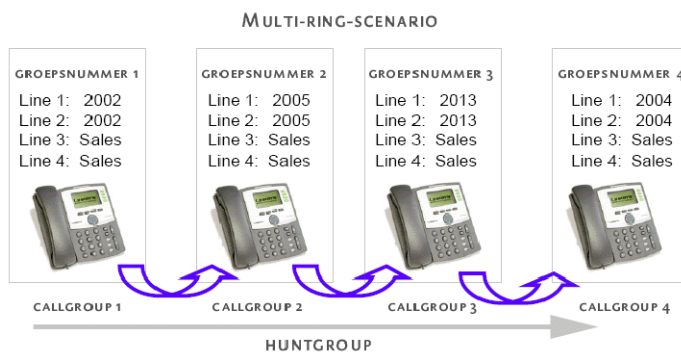 MULTI-RING-SCENARIO
GROEPSNUMMER 1
Line 1: 2002
Line 2: 2002
Line 3: Sales
Line 4: Sales
CALLGROUP 1
GROEPSNUMMER 2
Line 1: 2005
Line 2: 2005
Line 3: Sales
Line 4: Sales
CALLGROUP 2
GROEPSNUMMER 3
Line 1: 2013
Line 2: 2013
Line 3: Sales
Line 4: Sales
CALLGROUP 3
GROEPSNUMMER 4
Line 1: 2004
Line 2: 2004
Line 3: Sales
Line 4: Sales
CALLGROUP 4
HUNTGROUP